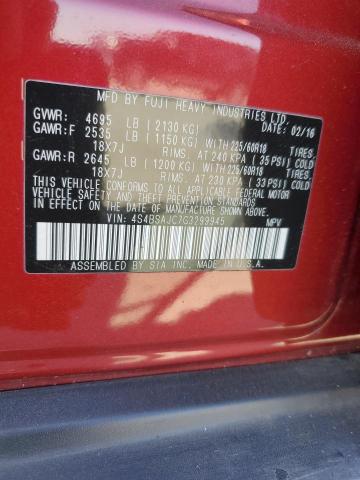 MFD BY FUJI HEAVY INDUSTRIES LTD. DATE: 02/16
GVWR: 4695 LB (2130 KG)
GAWR:F 2535 LB (1150 KG) WITH 225/60R18 TIRES.
18X7J RIMS. AT 240 KPA (35 PSI) COLD
GAWR:R 2645 LB (1200 KG) WITH 225/60R18 TIRES.
18X7J RIMS. AT 230 KPA (33 PSI) COLD
THIS VEHICLE CONFORMS TO ALL APPLICABLE FEDERAL MOTOR
VEHICLE SAFETY AND THEFT PREVENTION STANDARDS IN EFFECT
ON THE DATE OF MANUFACTURE SHOWN ABOVE.
VIN: 4S4BSAJC7G3299945 MPV
ASSEMBLED BY SIA INC. MADE IN U.S.A.